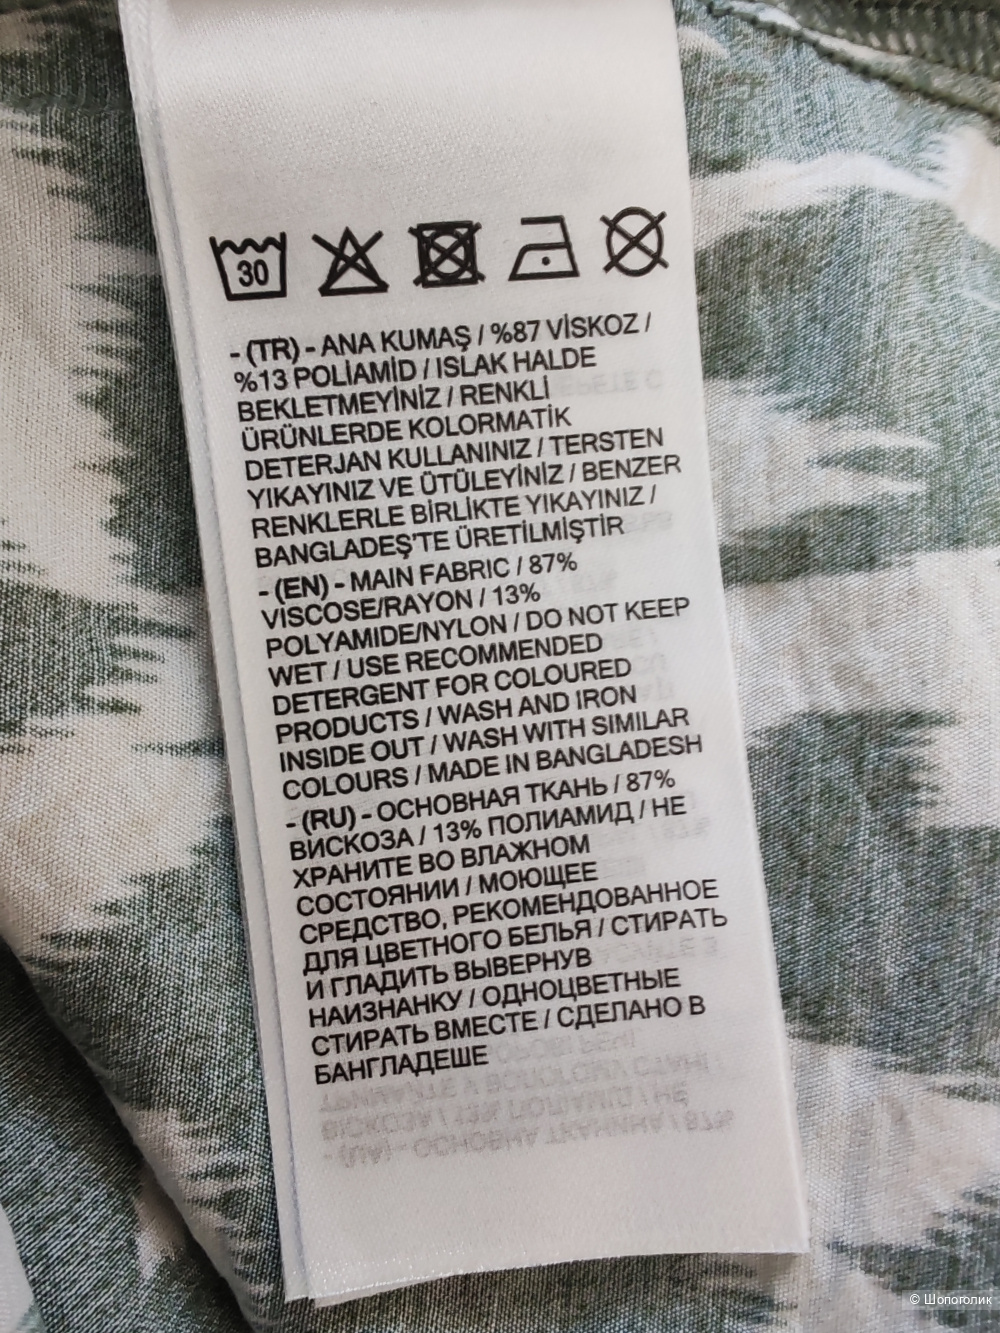 30
- (TR) - ANA KUMAŞ / %87 VİSKOZ /
%13 POLİAMİD / ISLAK HALDE
BEKLETMEYİNİZ / RENKLİ
ÜRÜNLERDE KOLORMATİK
DETERJAN KULLANINIZ / TERSTEN
YIKAYINIZ VE ÜTÜLEYİNİZ / BENZER
RENKLERLE BİRLİKTE YIKAYINIZ /
BANGLADEŞ'TE ÜRETİLMİŞTİR
- (EN) - MAIN FABRIC / 87%
VISCOSE/RAYON / 13%
POLYAMIDE/NYLON / DO NOT KEEP
WET / USE RECOMMENDED
DETERGENT FOR COLOURED
PRODUCTS / WASH AND IRON
INSIDE OUT / WASH WITH SIMILAR
COLOURS / MADE IN BANGLADESH
- (RU) - ОСНОВНАЯ ТКАНЬ / 87%
ВИСКОЗА / 13% ПОЛИАМИД / НЕ
ХРАНИТЕ ВО ВЛАЖНОМ
СОСТОЯНИИ / МОЮЩЕЕ
СРЕДСТВО, РЕКОМЕНДОВАННОЕ
ДЛЯ ЦВЕТНОГО БЕЛЬЯ / СТИРАТЬ
И ГЛАДИТЬ ВЫВЕРНУВ
НАИЗНАНКУ / ОДНОЦВЕТНЫЕ
СТИРАТЬ ВМЕСТЕ / СДЕЛАНО В
БАНГЛАДЕШЕ
© Шопоголик